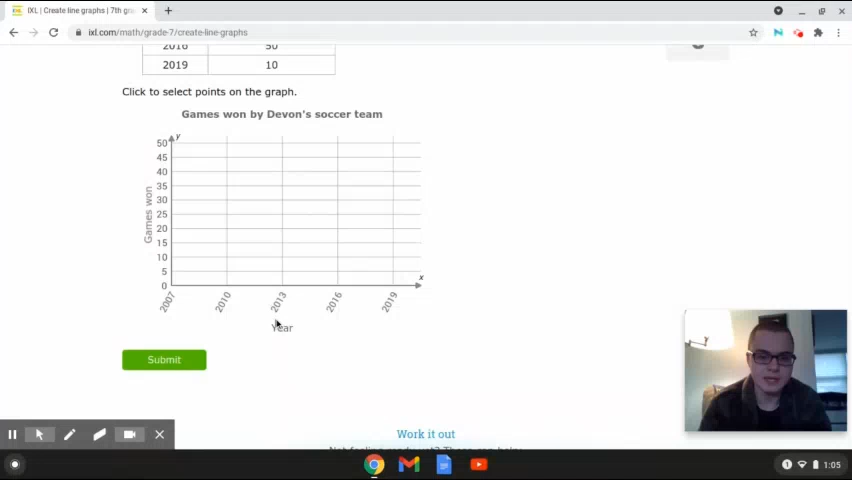 IXL | Create line graphs | 7th gra
ixl.com/math/grade-7/create-line-graphs
2016 50
2019 10
Click to select points on the graph.
Games won by Devon's soccer team
y
50
45
40
35
30
25
20
15
10
5
0
Games won
x
2007 2010 2013 2016 2019
Year
Submit
Work it out
1:05